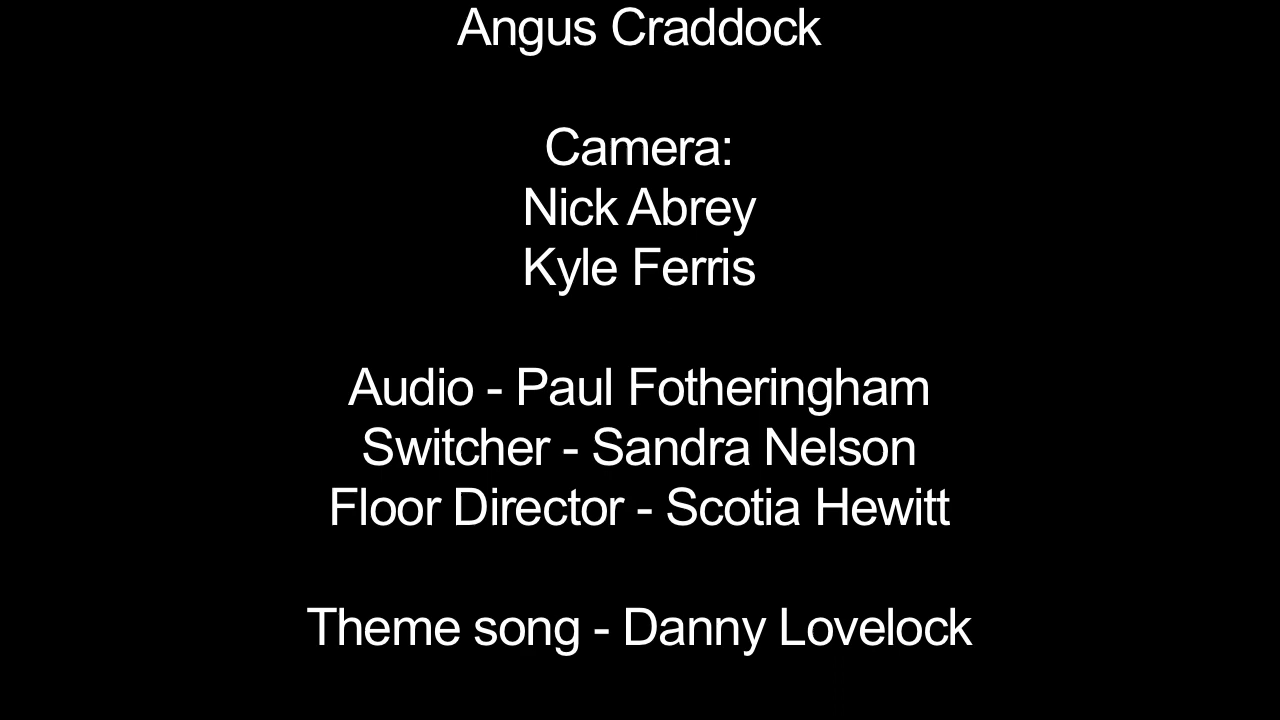 Angus Craddock
Camera:
Nick Abrey
Kyle Ferris
Audio - Paul Fotheringham
Switcher - Sandra Nelson
Floor Director - Scotia Hewitt
Theme song - Danny Lovelock